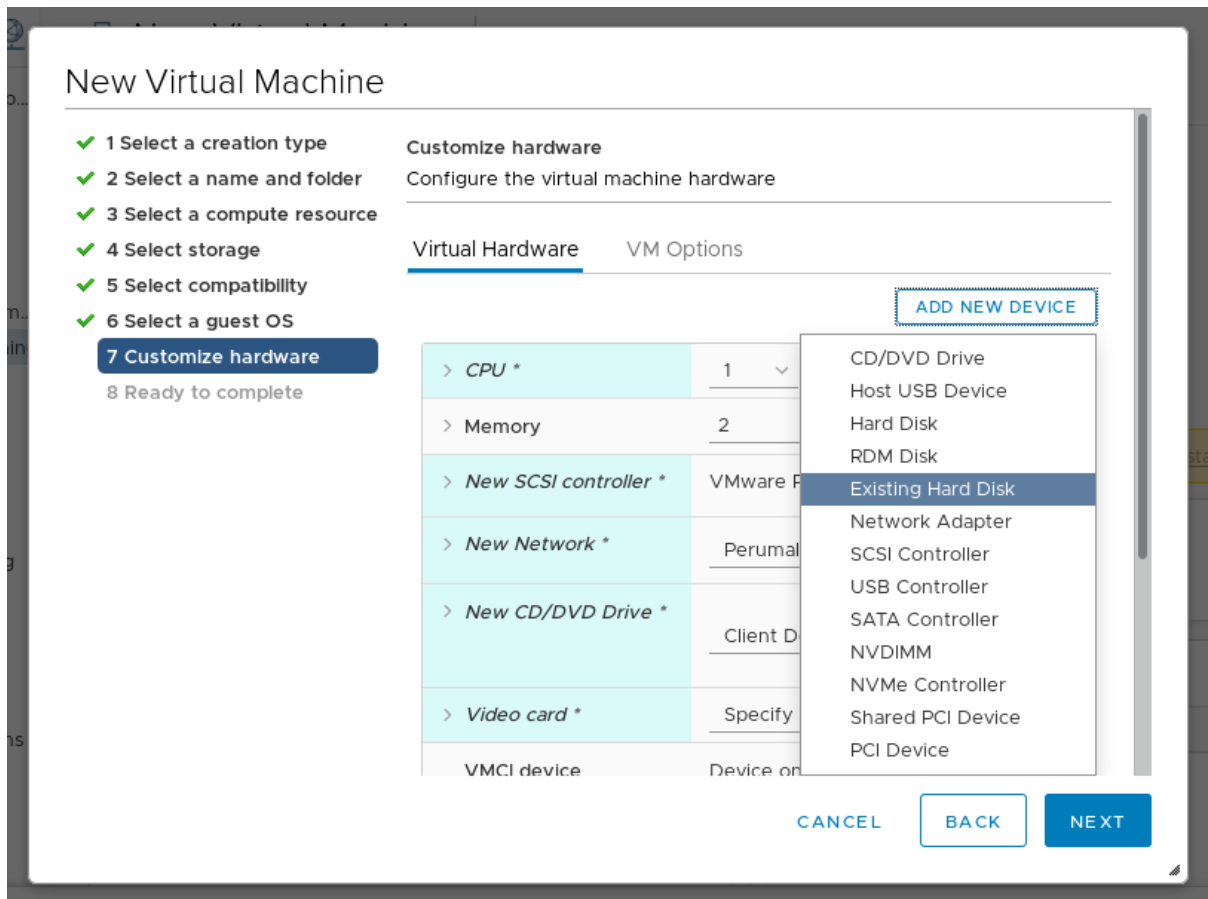 New Virtual Machine
1 Select a creation type
2 Select a name and folder
3 Select a compute resource
4 Select storage
5 Select compatibility
6 Select a guest OS
7 Customize hardware
8 Ready to complete
Customize hardware
Configure the virtual machine hardware
Virtual Hardware VM Options
ADD NEW DEVICE
CPU * 1
Memory 2
New SCSI controller * VMware
New Network * Perumal
New CD/DVD Drive *
Client
Video card * Specify
VMCI device Device on
CD/DVD Drive
Host USB Device
Hard Disk
RDM Disk
Existing Hard Disk
Network Adapter
SCSI Controller
USB Controller
SATA Controller
NVDIMM
NVMe Controller
Shared PCI Device
PCI Device
CANCEL BACK NEXT